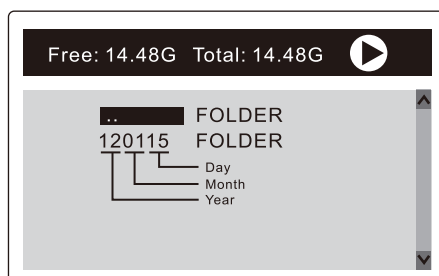 Free: 14.48G Total: 14.48G
.. FOLDER
120115 FOLDER
Day
Month
Year